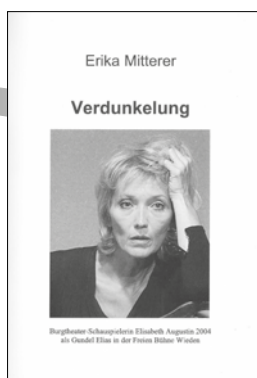 Erika Mitterer
Verdunkelung
Burgtheater-Schauspielerin Elisabeth Augustin 2004
als Gundel Elias in der Freien Bühne Wieden